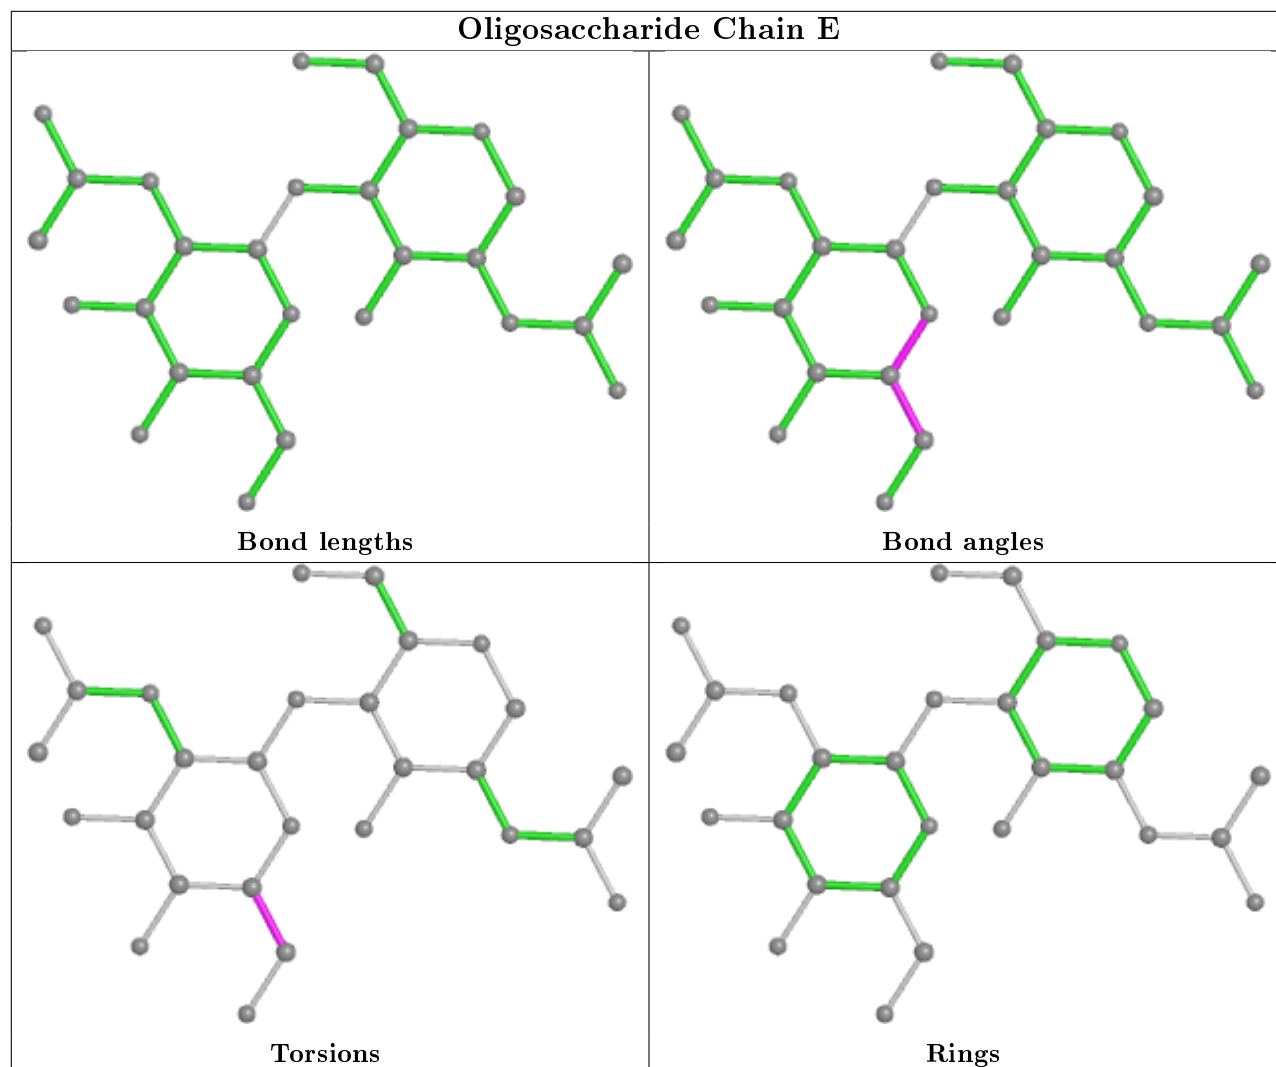 Oligosaccharide Chain E
Bond lengths
Bond angles
Torsions
Rings